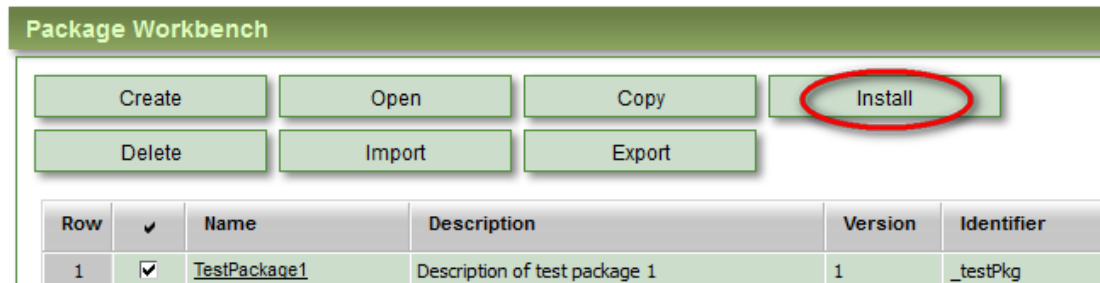 Package Workbench
Create Open Copy Install
Delete Import Export
Row Name Description Version Identifier
1 TestPackage1 Description of test package 1 1 _testPkg